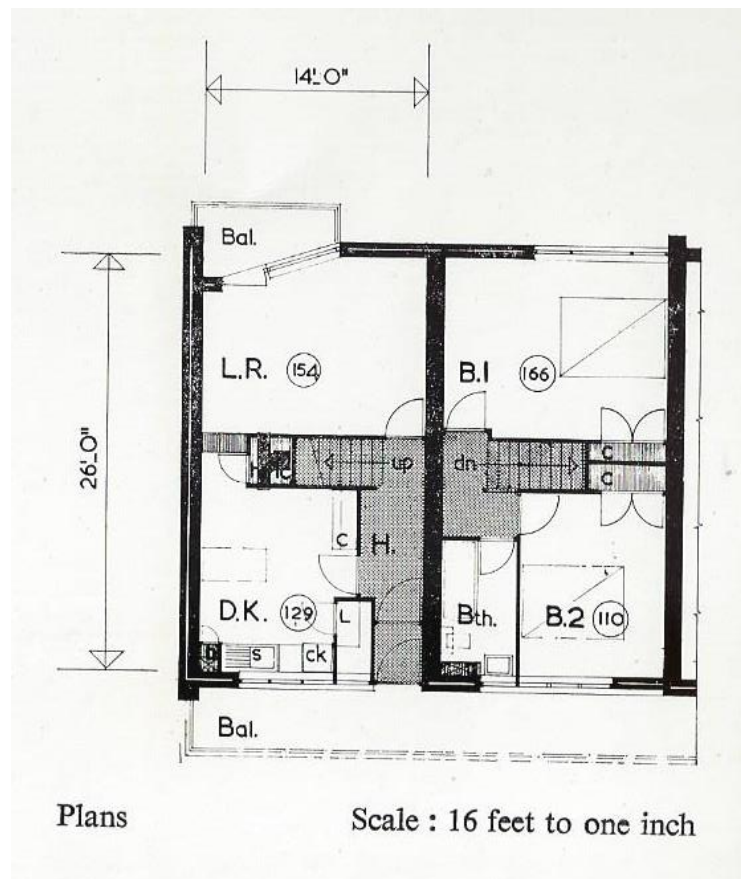 14'-0"
Bal.
26'-0"
L.R. 154
B.1 166
up
dn
C
C
C
H.
D.K. 129
L
Bth.
B.2 110
S
ck
Bal.
Plans
Scale : 16 feet to one inch